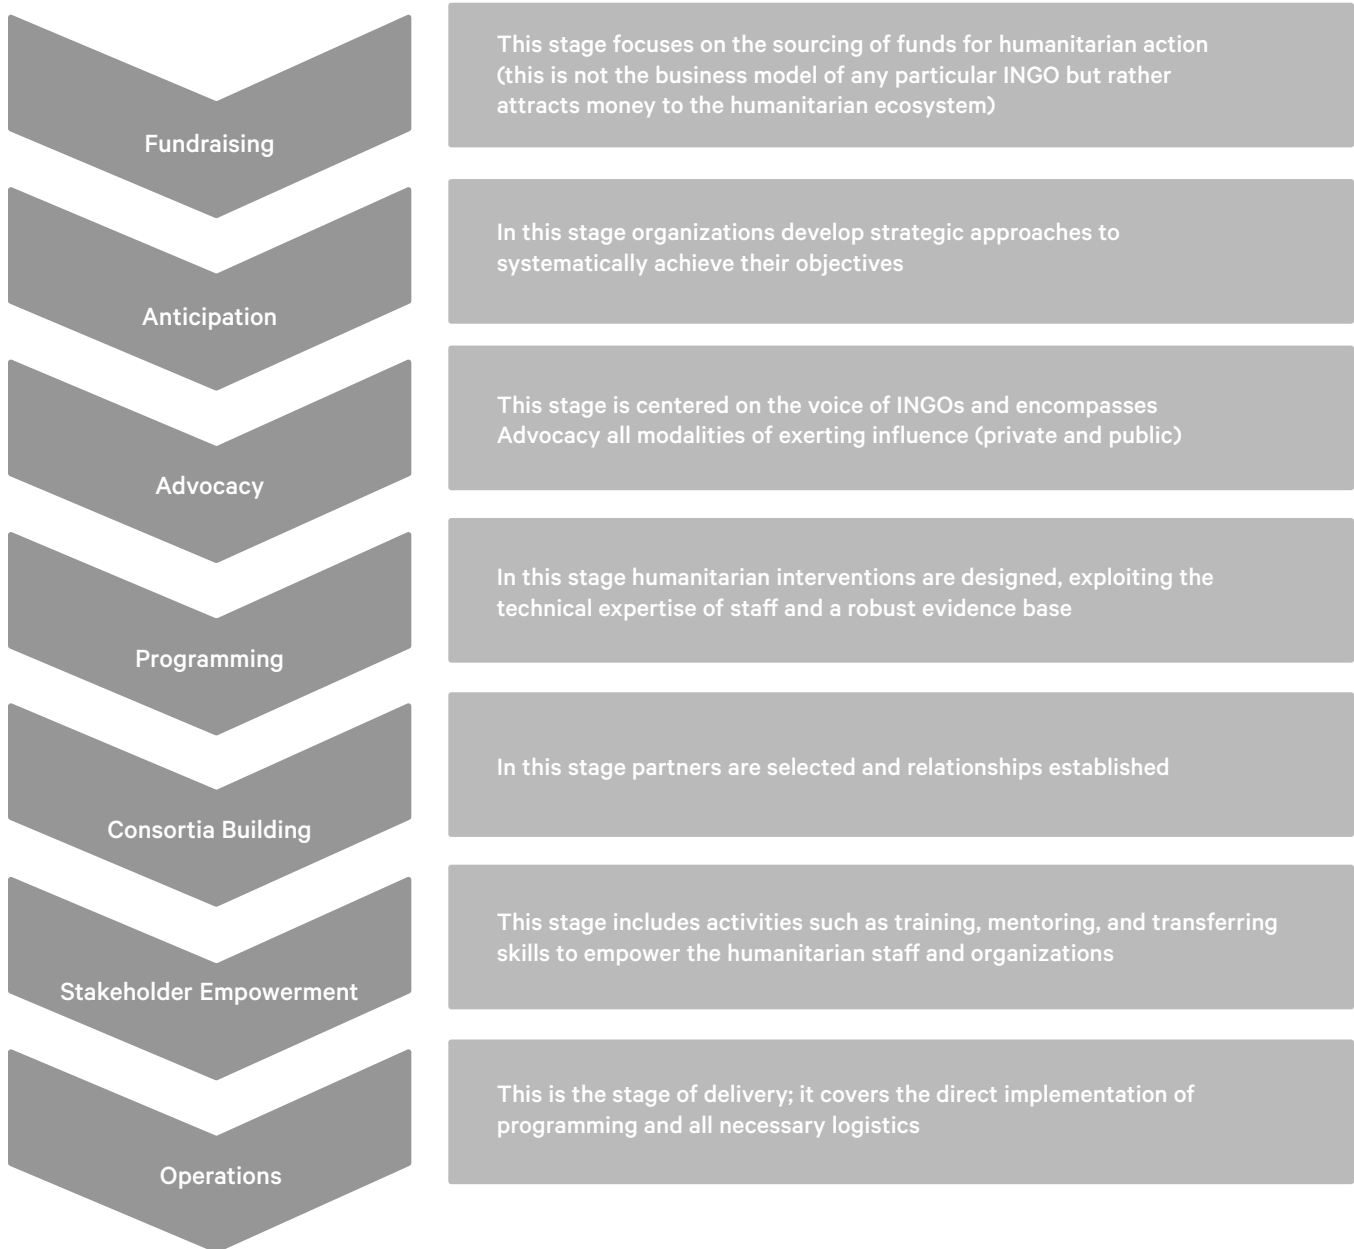 Fundraising
This stage focuses on the sourcing of funds for humanitarian action
(this is not the business model of any particular INGO but rather
attracts money to the humanitarian ecosystem)
Anticipation
In this stage organizations develop strategic approaches to
systematically achieve their objectives
Advocacy
This stage is centered on the voice of INGOs and encompasses
Advocacy all modalities of exerting influence (private and public)
Programming
In this stage humanitarian interventions are designed, exploiting the
technical expertise of staff and a robust evidence base
Consortia Building
In this stage partners are selected and relationships established
Stakeholder Empowerment
This stage includes activities such as training, mentoring, and transferring
skills to empower the humanitarian staff and organizations
Operations
This is the stage of delivery; it covers the direct implementation of
programming and all necessary logistics